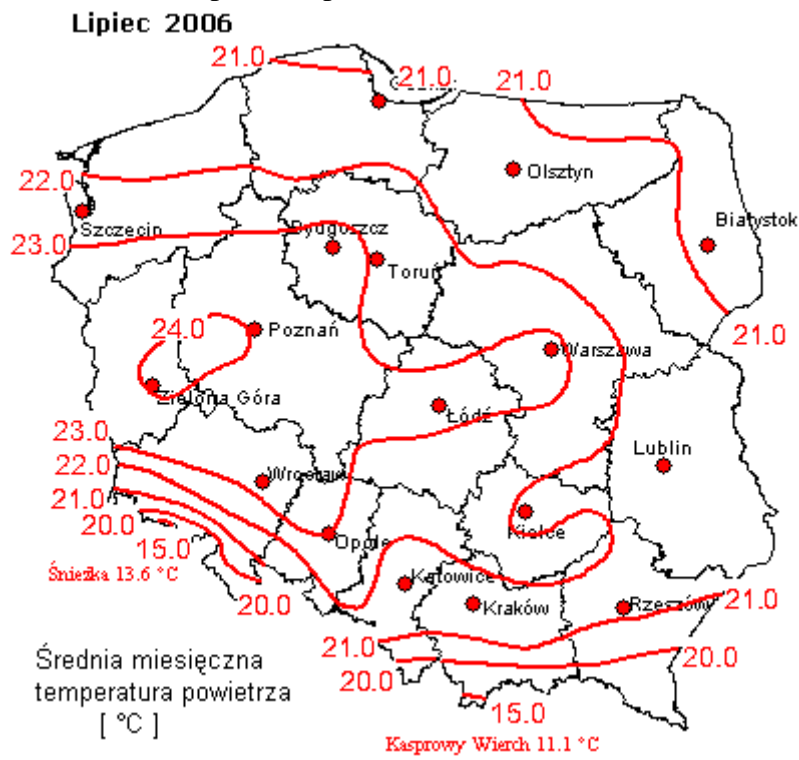 Lipiec 2006
21.0
21.0
21.0
22.0
Olsztyn
Szczecin
Bydgoszcz
Białystok
23.0
Toruń
24.0
Poznań
21.0
Warszawa
Zielona Góra
Łódź
23.0
Lublin
22.0
Wrocław
21.0
20.0
Kielce
15.0
Opole
Śnieżka 13.6 °C
Katowice
20.0
Kraków
Rzeszów
21.0
21.0
20.0
Średnia miesięczna
temperatura powietrza
[ °C ]
20.0
15.0
Kasprowy Wierch 11.1 °C